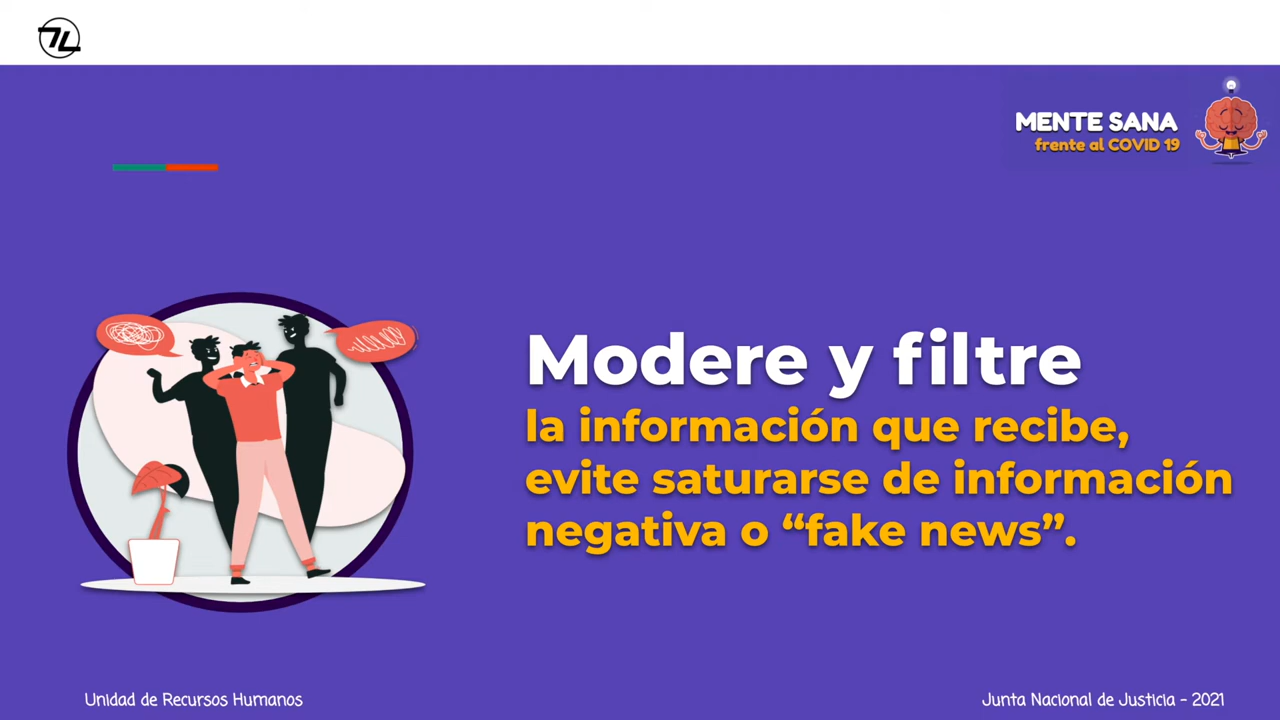 MENTE SANA
frente al COVID 19
Modere y filtre
la información que recibe,
evite saturarse de información
negativa o “fake news”.
Unidad de Recursos Humanos
Junta Nacional de Justicia - 2021